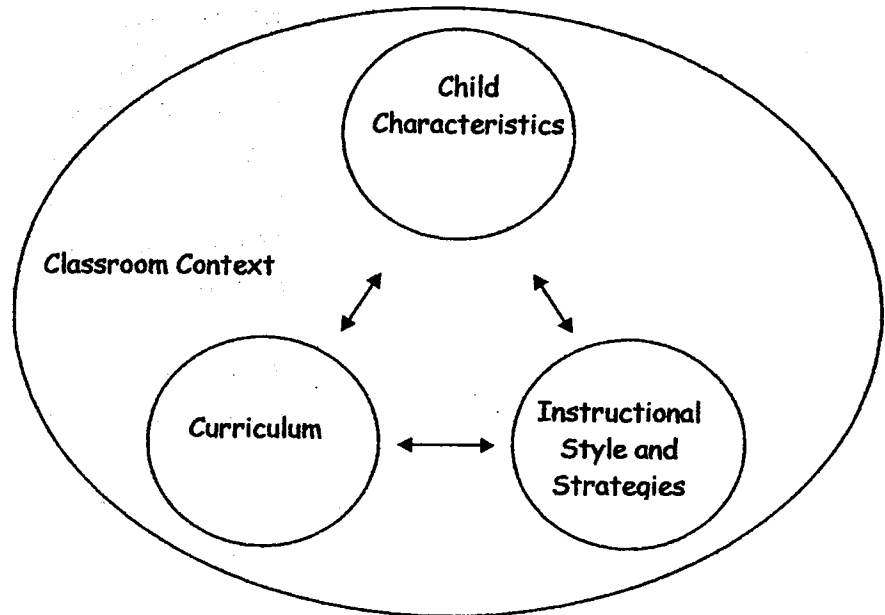 Child
Characteristics
Classroom Context
Curriculum
Instructional
Style and
Strategies